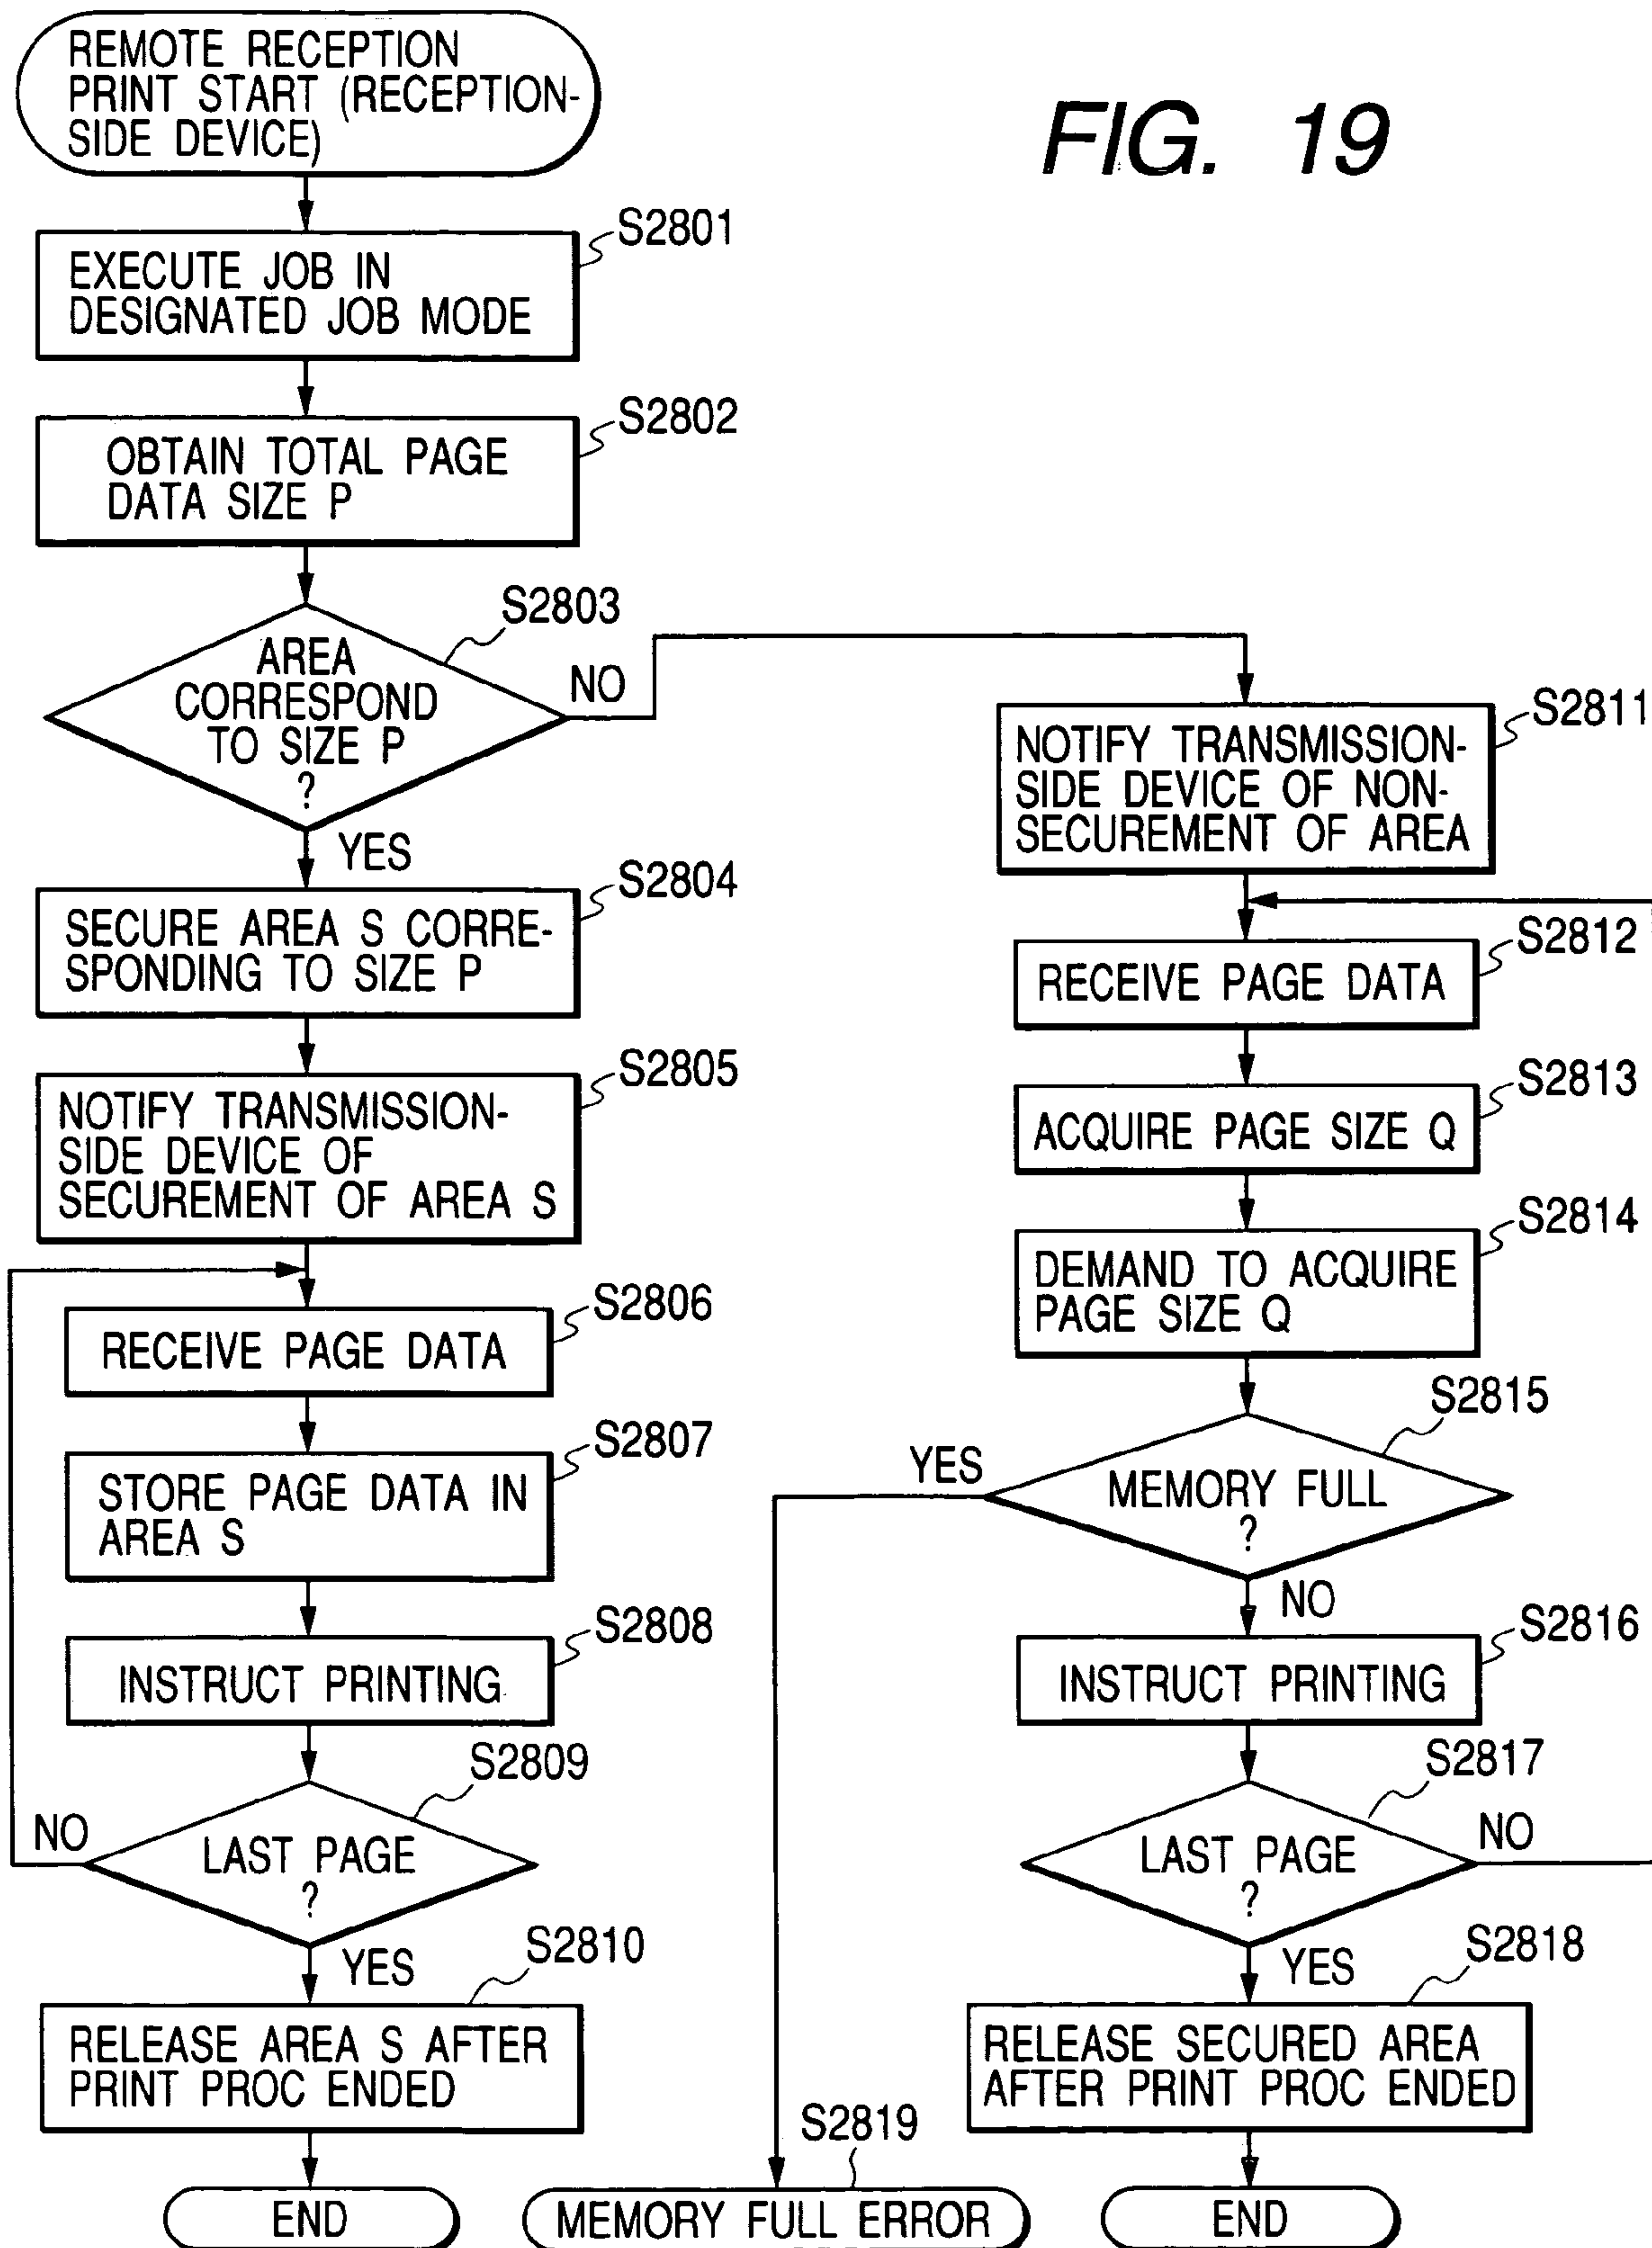 FIG. 19
REMOTE RECEPTION
PRINT START (RECEPTION-
SIDE DEVICE)
S2801
EXECUTE JOB IN
DESIGNATED JOB MODE
S2802
OBTAIN TOTAL PAGE
DATA SIZE P
S2803
AREA
CORRESPOND
TO SIZE P
?
NO
YES
S2804
SECURE AREA S CORRE-
SPONDING TO SIZE P
S2805
NOTIFY TRANSMISSION-
SIDE DEVICE OF
SECUREMENT OF AREA S
S2806
RECEIVE PAGE DATA
S2807
STORE PAGE DATA IN
AREA S
S2808
INSTRUCT PRINTING
S2809
LAST PAGE
?
NO
YES
S2810
RELEASE AREA S AFTER
PRINT PROC ENDED
END
S2811
NOTIFY TRANSMISSION-
SIDE DEVICE OF NON-
SECUREMENT OF AREA
S2812
RECEIVE PAGE DATA
S2813
ACQUIRE PAGE SIZE Q
S2814
DEMAND TO ACQUIRE
PAGE SIZE Q
S2815
MEMORY FULL
?
YES
NO
S2816
INSTRUCT PRINTING
S2817
LAST PAGE
?
NO
YES
S2818
RELEASE SECURED AREA
AFTER PRINT PROC ENDED
END
S2819
MEMORY FULL ERROR